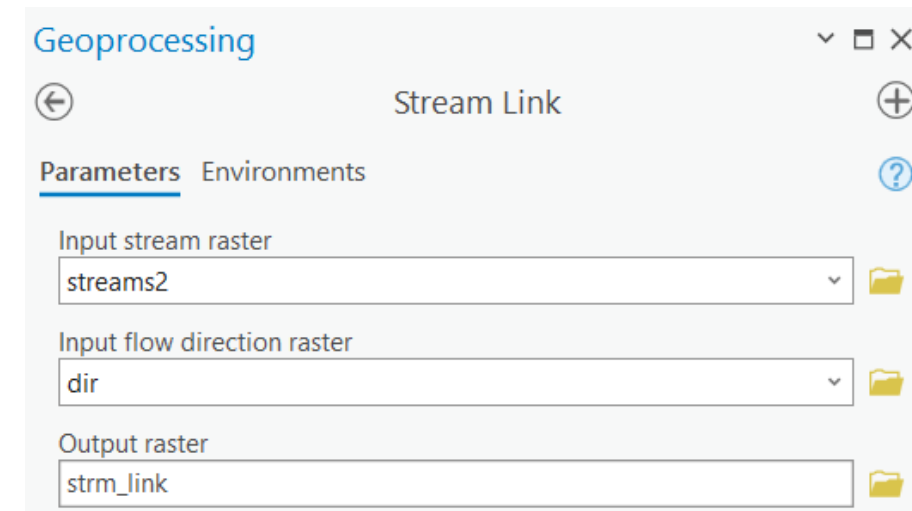 Geoprocessing
Stream Link
Parameters Environments
Input stream raster
streams2
Input flow direction raster
dir
Output raster
strm_link